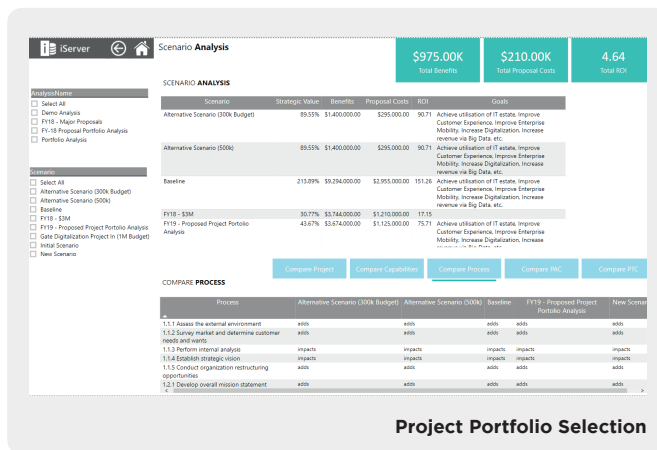 iServer
Scenario Analysis
$975.00K
Total Benefits
$210.00K
Total Proposal Costs
4.64
Total ROI
AnalysisName
Select All
Demo Analysis
FY18 - Major Proposals
FY-18 Proposal Portfolio Analysis
Portfolio Analysis
Scenario
Select All
Alternative Scenario (300k Budget)
Alternative Scenario (500k)
Baseline
FY18 - $3M
FY19 - Proposed Project Portolio Analysis
Gate Digitalization Project In (1M Budget)
Initial Scenario
New Scenario
SCENARIO ANALYSIS
Scenario Strategic Value Benefits Proposal Costs ROI Goals
Alternative Scenario (300k Budget) 89.55% $1,400,000.00 $295,000.00 90.71 Achieve utilisation of IT estate, Improve
Customer Experience, Improve Enterprise
Mobility, Increase Digitalization, Increase
revenue via Big Data, etc.
Alternative Scenario (500k) 89.55% $1,400,000.00 $295,000.00 90.71 Achieve utilisation of IT estate, Improve
Customer Experience, Improve Enterprise
Mobility, Increase Digitalization, Increase
revenue via Big Data, etc.
Baseline 213.89% $9,294,000.00 $2,955,000.00 151.26 Achieve utilisation of IT estate, Improve
Customer Experience, Improve Enterprise
Mobility, Increase Digitalization, Increase
revenue via Big Data, etc.
FY18 - $3M 30.77% $3,744,000.00 $1,210,000.00 17.15
FY19 - Proposed Project Portolio 43.67% $3,674,000.00 $1,125,000.00 75.71 Achieve utilisation of IT estate, Improve
Analysis Customer Experience, Improve Enterprise
Mobility, Increase Digitalization, Increase
revenue via Big Data, etc.
Compare Project Compare Capabilities Compare Process Compare PAC Compare PTC
COMPARE PROCESS
Process Alternative Scenario (300k Budget) Alternative Scenario (500k) Baseline FY19 - Proposed Project New Scenar
Portolio Analysis
1.1.1 Assess the external environment adds adds adds adds adds
1.1.2 Survey market and determine customer adds adds adds adds adds
needs and wants
1.1.3 Perform internal analysis impacts impacts impacts impacts impacts
1.1.4 Establish strategic vision impacts impacts impacts impacts impacts
1.1.5 Conduct organization restructuring adds adds adds adds adds
opportunities
1.2.1 Develop overall mission statement adds adds adds adds adds
Project Portfolio Selection